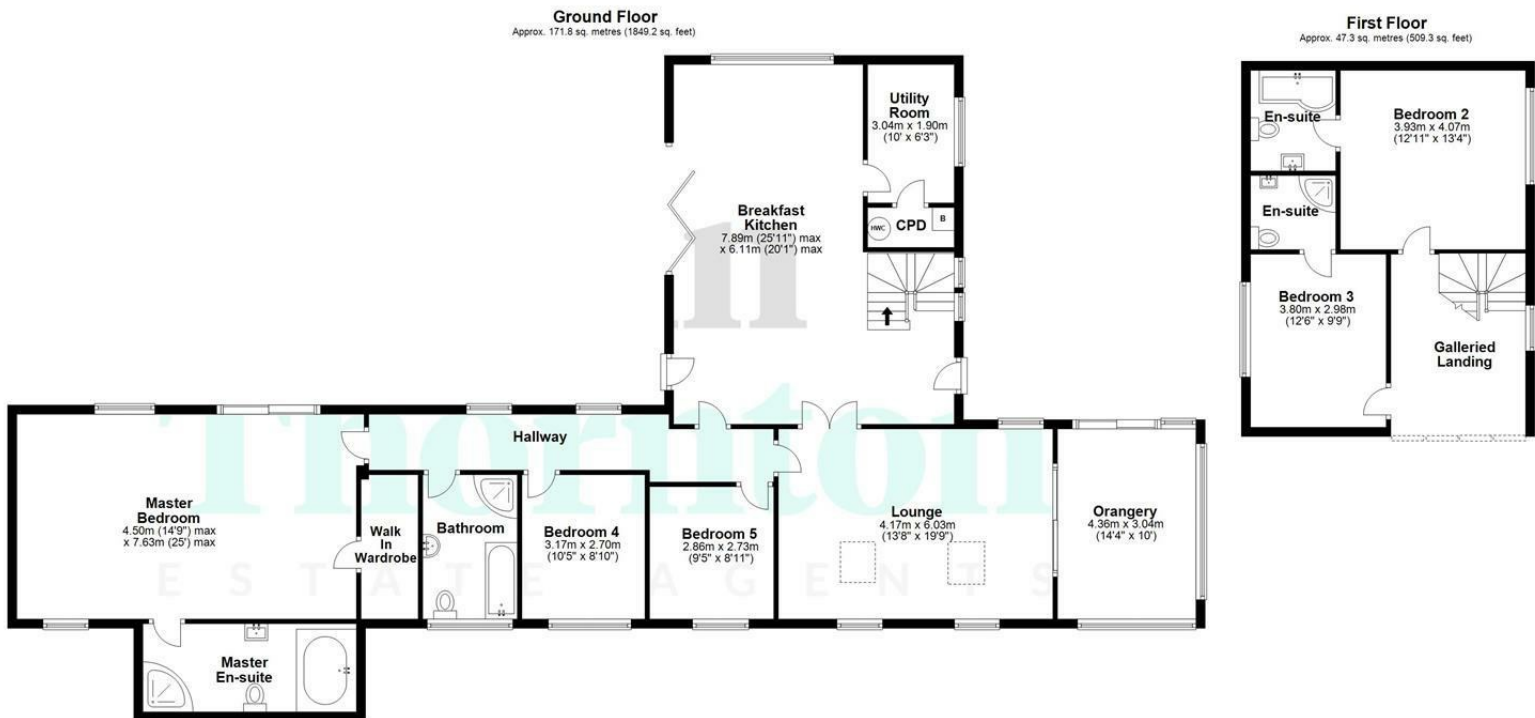 Ground Floor
Approx. 171.8 sq. metres (1849.2 sq. feet)
Utility
Room
3.04m x 1.90m
(10' x 6'3")
CPD
HWC
B
Breakfast
Kitchen
7.89m (25'11") max
x 6.11m (20'1") max
Hallway
Master
Bedroom
4.50m (14'9") max
x 7.63m (25') max
Walk
In
Wardrobe
Bathroom
Bedroom 4
3.17m x 2.70m
(10'5" x 8'10")
Bedroom 5
2.86m x 2.73m
(9'5" x 8'11")
Lounge
4.17m x 6.03m
(13'8" x 19'9")
Orangery
4.36m x 3.04m
(14'4" x 10')
Master
En-suite
Thornton
ESTATE AGENTS
First Floor
Approx. 47.3 sq. metres (509.3 sq. feet)
En-suite
Bedroom 2
3.93m x 4.07m
(12'11" x 13'4")
En-suite
Bedroom 3
3.80m x 2.98m
(12'6" x 9'9")
Galleried
Landing